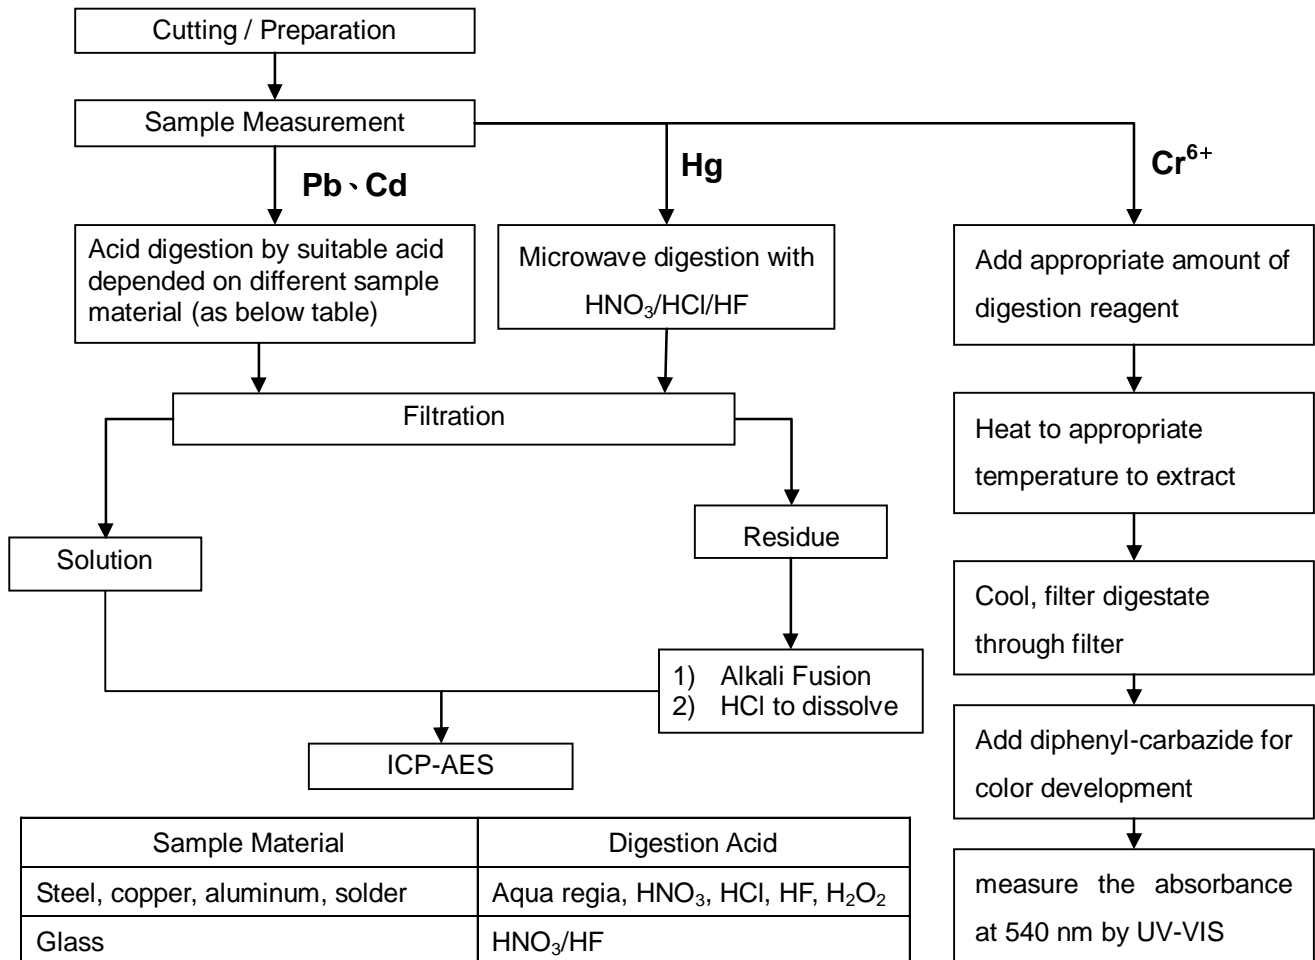 Cutting / Preparation
Sample Measurement
Pb、Cd
Hg
Cr⁶⁺
Acid digestion by suitable acid
depended on different sample
material (as below table)
Microwave digestion with
HNO₃/HCl/HF
Add appropriate amount of
digestion reagent
Filtration
Heat to appropriate
temperature to extract
Solution
Residue
Cool, filter digestate
through filter
1) Alkali Fusion
2) HCl to dissolve
ICP-AES
Add diphenyl-carbazide for
color development
measure the absorbance
at 540 nm by UV-VIS
Sample Material Digestion Acid
Steel, copper, aluminum, solder Aqua regia, HNO₃, HCl, HF, H₂O₂
Glass HNO₃/HF